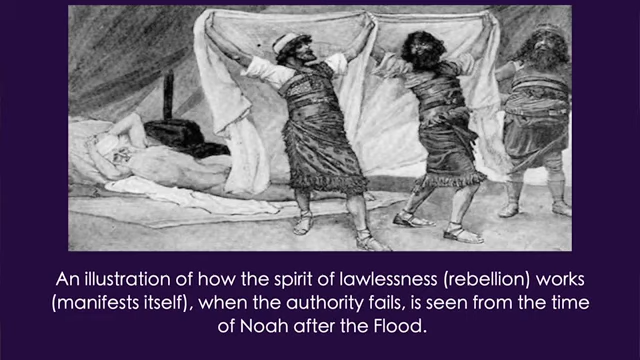 An illustration of how the spirit of lawlessness (rebellion) works
(manifests itself), when the authority fails, is seen from the time
of Noah after the Flood.